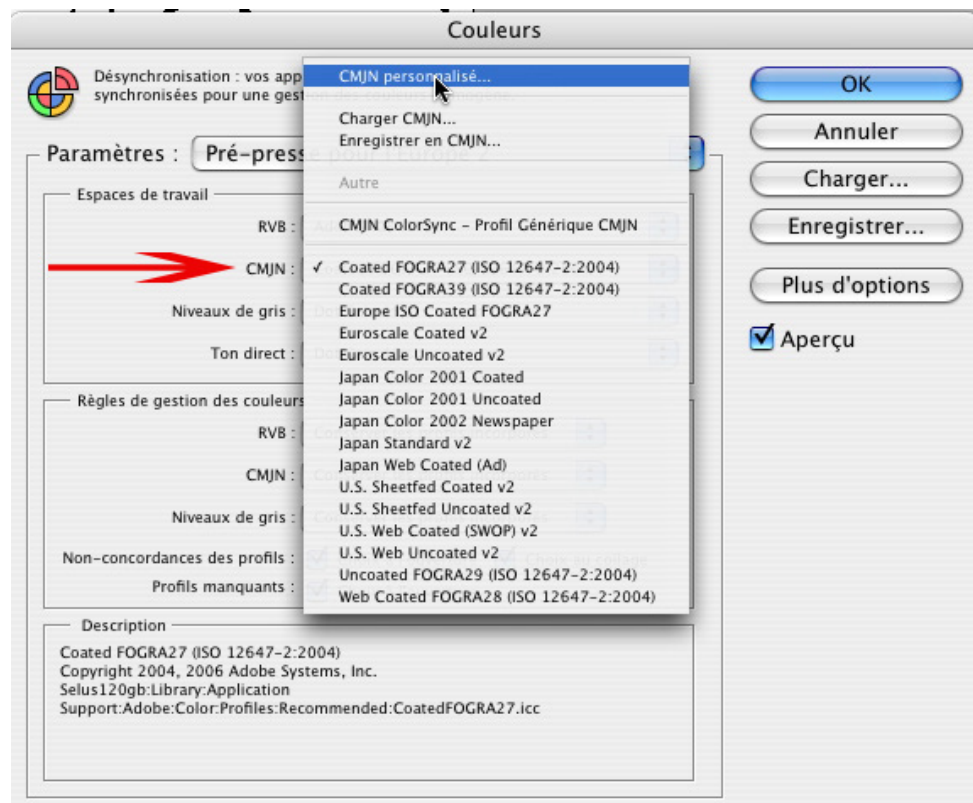 Couleurs
Désynchronisation : vos app
synchronisées pour une gestion des couleurs homogène
Paramètres : Pré-presse pour l'Europe 2
Espaces de travail
RVB :
CMJN :
Niveaux de gris :
Ton direct :
Règles de gestion des couleurs
RVB :
CMJN :
Niveaux de gris :
Non-concordances des profils :
Profils manquants :
CMJN personnalisé...
Charger CMJN...
Enregistrer en CMJN...
Autre
CMJN ColorSync – Profil Générique CMJN
✓ Coated FOGRA27 (ISO 12647-2:2004)
Coated FOGRA39 (ISO 12647-2:2004)
Europe ISO Coated FOGRA27
Euroscale Coated v2
Euroscale Uncoated v2
Japan Color 2001 Coated
Japan Color 2001 Uncoated
Japan Color 2002 Newspaper
Japan Standard v2
Japan Web Coated (Ad)
U.S. Sheetfed Coated v2
U.S. Sheetfed Uncoated v2
U.S. Web Coated (SWOP) v2
U.S. Web Uncoated v2
Uncoated FOGRA29 (ISO 12647-2:2004)
Web Coated FOGRA28 (ISO 12647-2:2004)
Description
Coated FOGRA27 (ISO 12647-2:2004)
Copyright 2004, 2006 Adobe Systems, Inc.
Selus120gb:Library:Application
Support:Adobe:Color:Profiles:Recommended:CoatedFOGRA27.icc
OK
Annuler
Charger...
Enregistrer...
Plus d'options
Aperçu